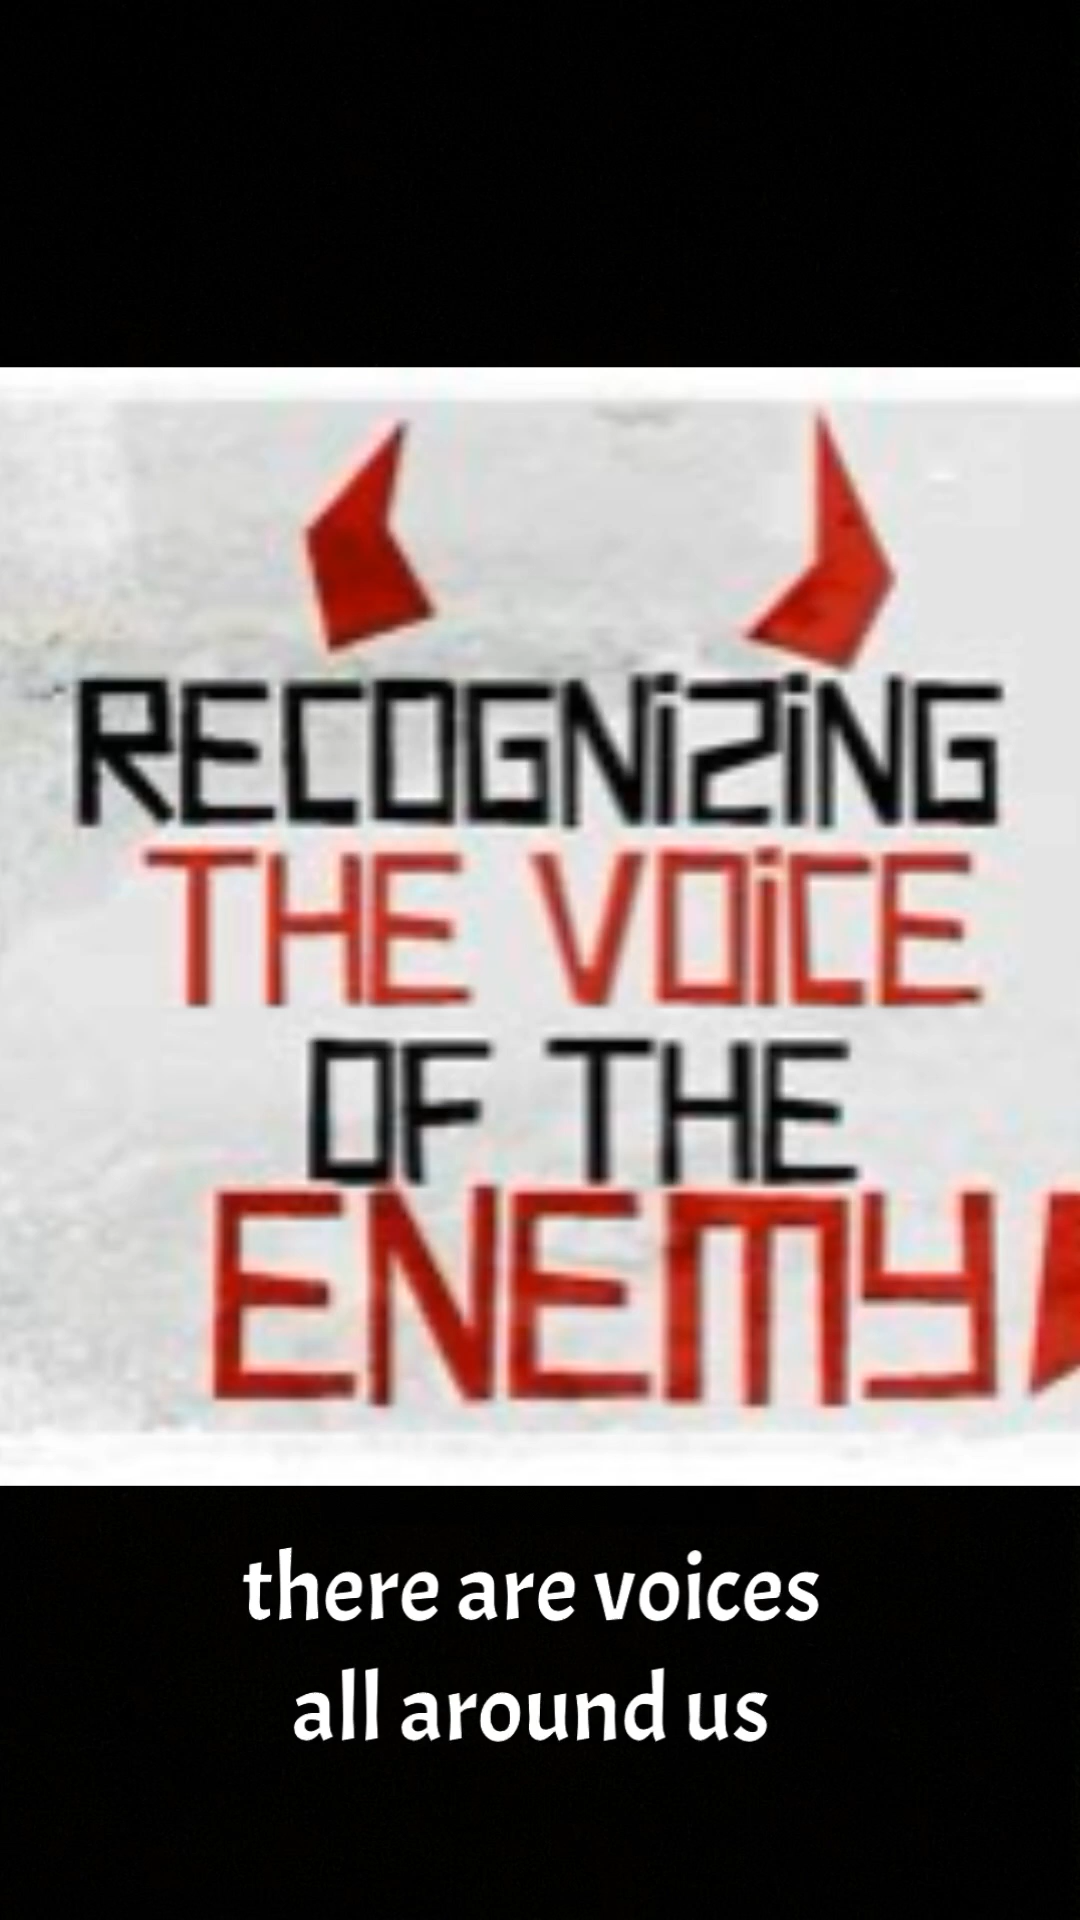 RECOGNiZiNG
THE VOiCE
OF THE
ENEMY
there are voices
all around us